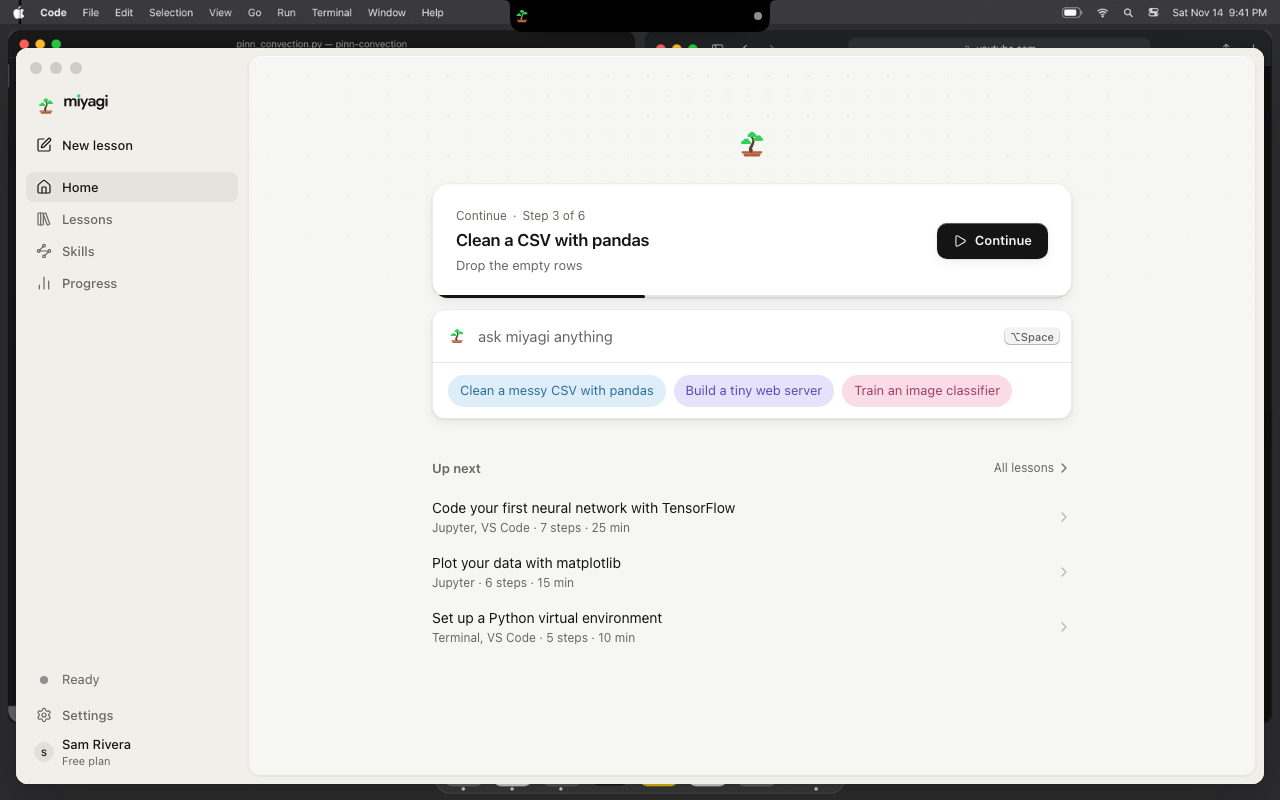 Code File Edit Selection View Go Run Terminal Window Help
Sat Nov 14 9:41 PM
pinn_convection.py — pinn-convection
miyagi
New lesson
Home
Lessons
Skills
Progress
Ready
Settings
S
Sam Rivera
Free plan
Continue · Step 3 of 6
Clean a CSV with pandas
Drop the empty rows
Continue
ask miyagi anything
⌥Space
Clean a messy CSV with pandas
Build a tiny web server
Train an image classifier
Up next
All lessons
Code your first neural network with TensorFlow
Jupyter, VS Code · 7 steps · 25 min
Plot your data with matplotlib
Jupyter · 6 steps · 15 min
Set up a Python virtual environment
Terminal, VS Code · 5 steps · 10 min